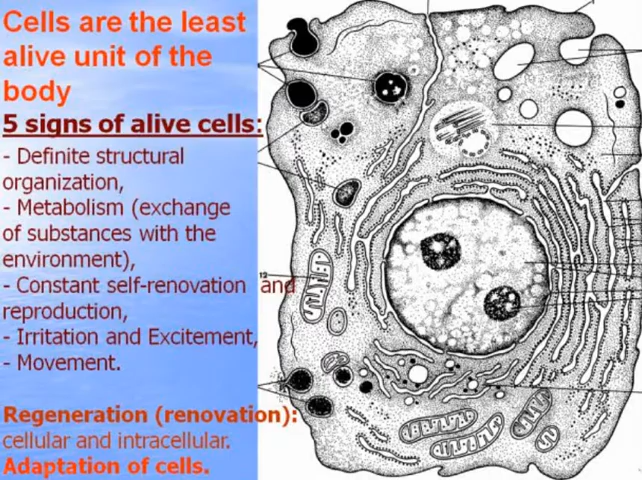 Cells are the least
alive unit of the
body
5 signs of alive cells:
- Definite structural
organization,
- Metabolism (exchange
of substances with the
environment),
- Constant self-renovation and
reproduction,
- Irritation and Excitement,
- Movement.
Regeneration (renovation):
cellular and intracellular.
Adaptation of cells.
12